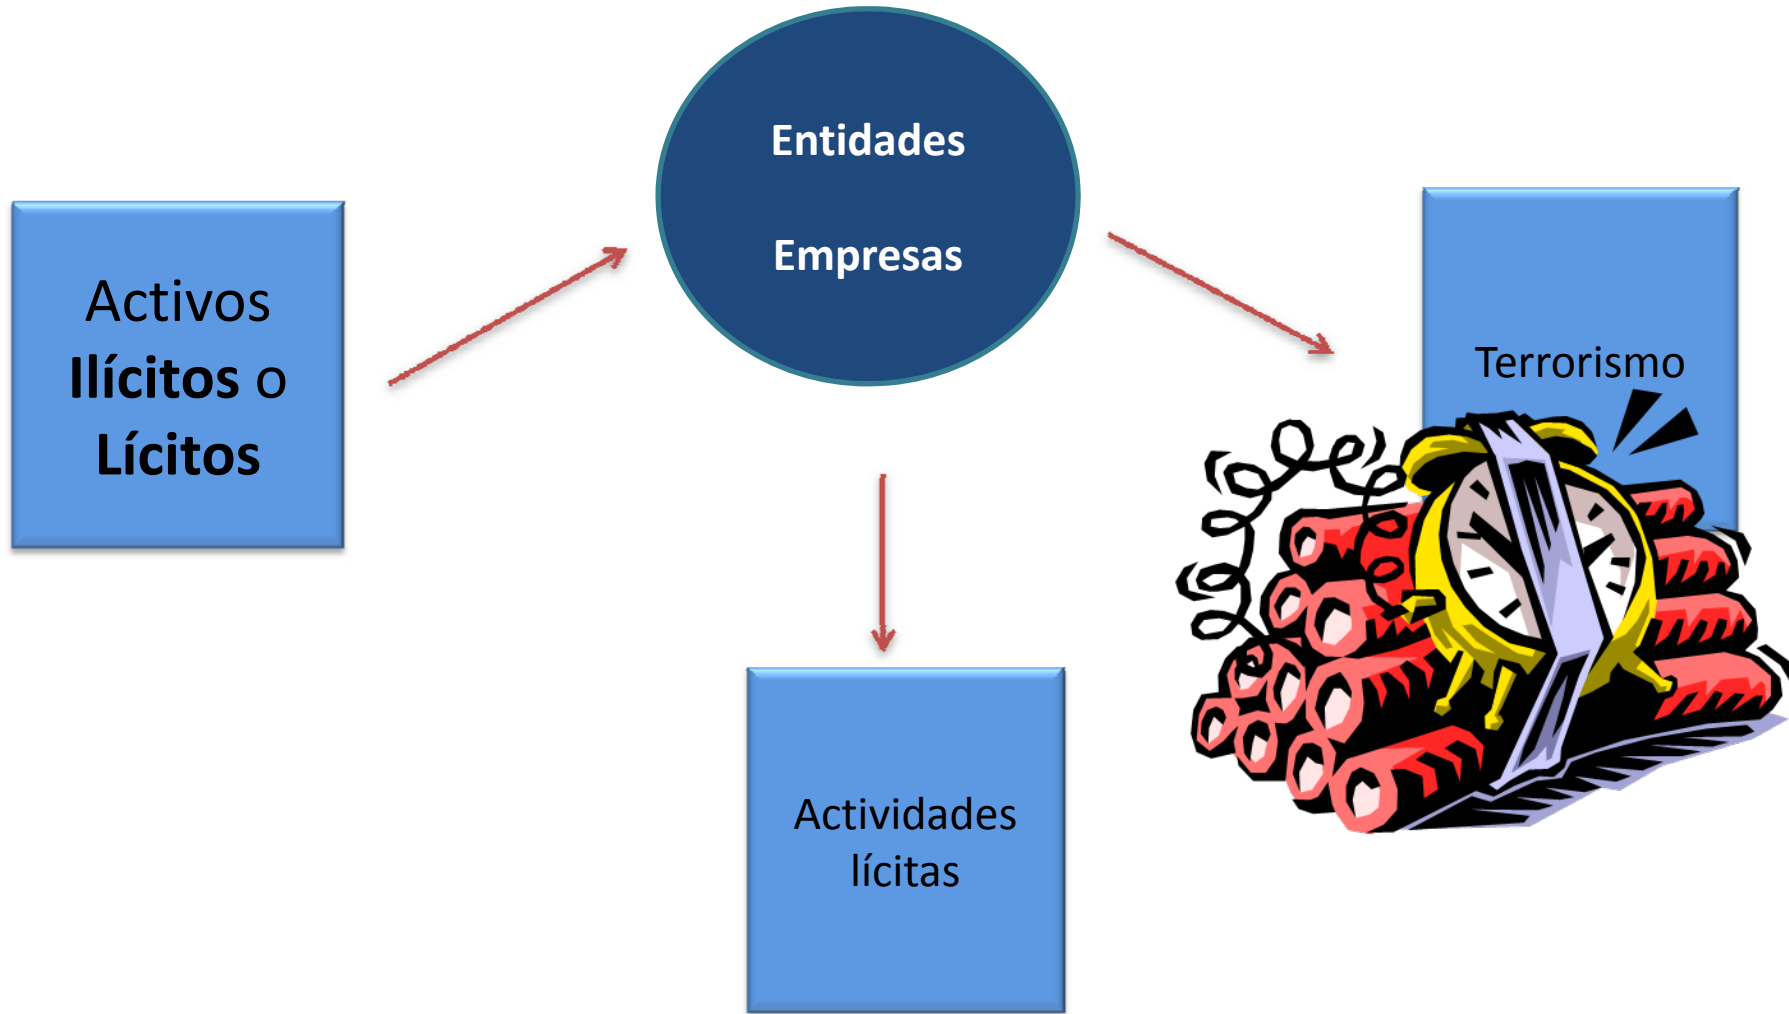 Entidades
Empresas
Activos
Ilícitos o
Lícitos
Terrorismo
Actividades
lícitas